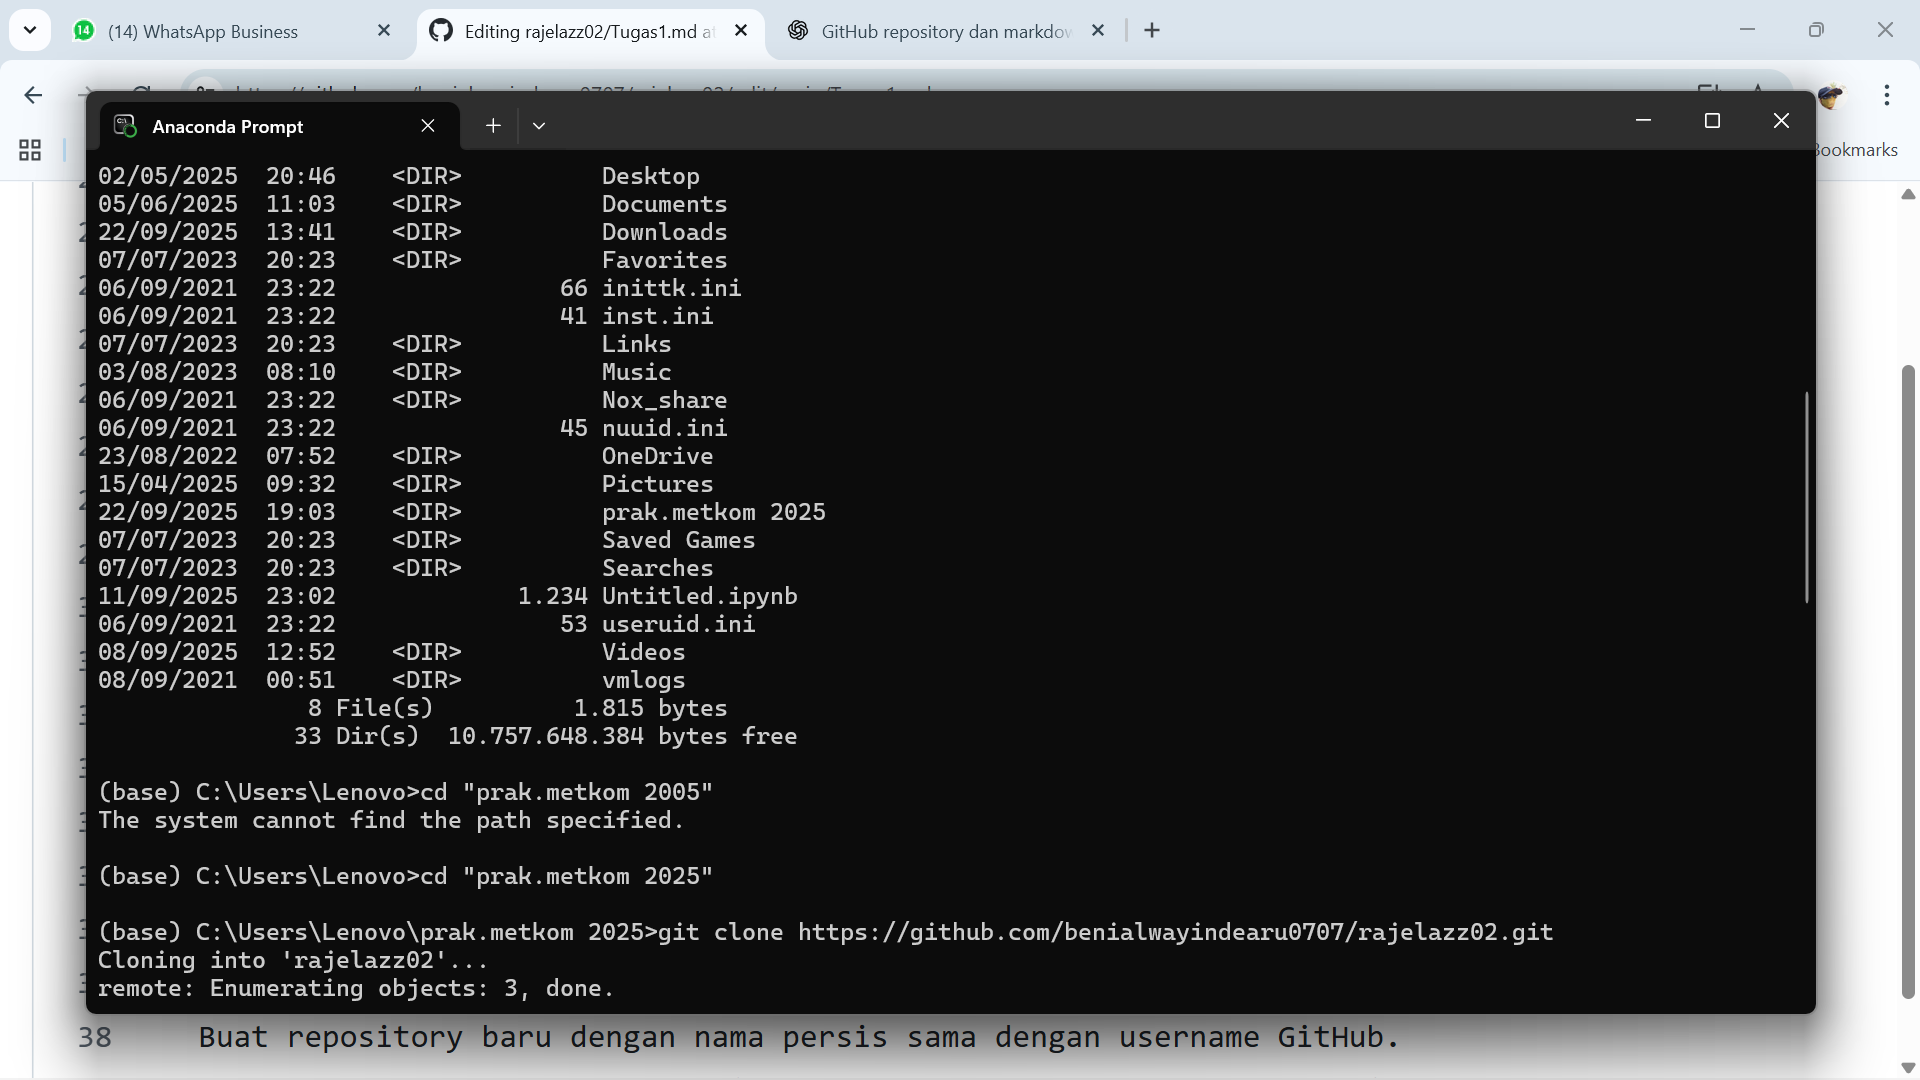 14
(14) WhatsApp Business
Editing rajelazz02/Tugas1.md a
GitHub repository dan markdow
Bookmarks
Anaconda Prompt
02/05/2025  20:46    <DIR>          Desktop
05/06/2025  11:03    <DIR>          Documents
22/09/2025  13:41    <DIR>          Downloads
07/07/2023  20:23    <DIR>          Favorites
06/09/2021  23:22                66 inittk.ini
06/09/2021  23:22                41 inst.ini
07/07/2023  20:23    <DIR>          Links
03/08/2023  08:10    <DIR>          Music
06/09/2021  23:22    <DIR>          Nox_share
06/09/2021  23:22                45 nuuid.ini
23/08/2022  07:52    <DIR>          OneDrive
15/04/2025  09:32    <DIR>          Pictures
22/09/2025  19:03    <DIR>          prak.metkom 2025
07/07/2023  20:23    <DIR>          Saved Games
07/07/2023  20:23    <DIR>          Searches
11/09/2025  23:02             1.234 Untitled.ipynb
06/09/2021  23:22                53 useruid.ini
08/09/2025  12:52    <DIR>          Videos
08/09/2021  00:51    <DIR>          vmlogs
8 File(s)          1.815 bytes
33 Dir(s)  10.757.648.384 bytes free
(base) C:\Users\Lenovo>cd "prak.metkom 2005"
The system cannot find the path specified.
(base) C:\Users\Lenovo>cd "prak.metkom 2025"
(base) C:\Users\Lenovo\prak.metkom 2025>git clone https://github.com/benialwayindearu0707/rajelazz02.git
Cloning into 'rajelazz02'...
remote: Enumerating objects: 3, done.
38 Buat repository baru dengan nama persis sama dengan username GitHub.